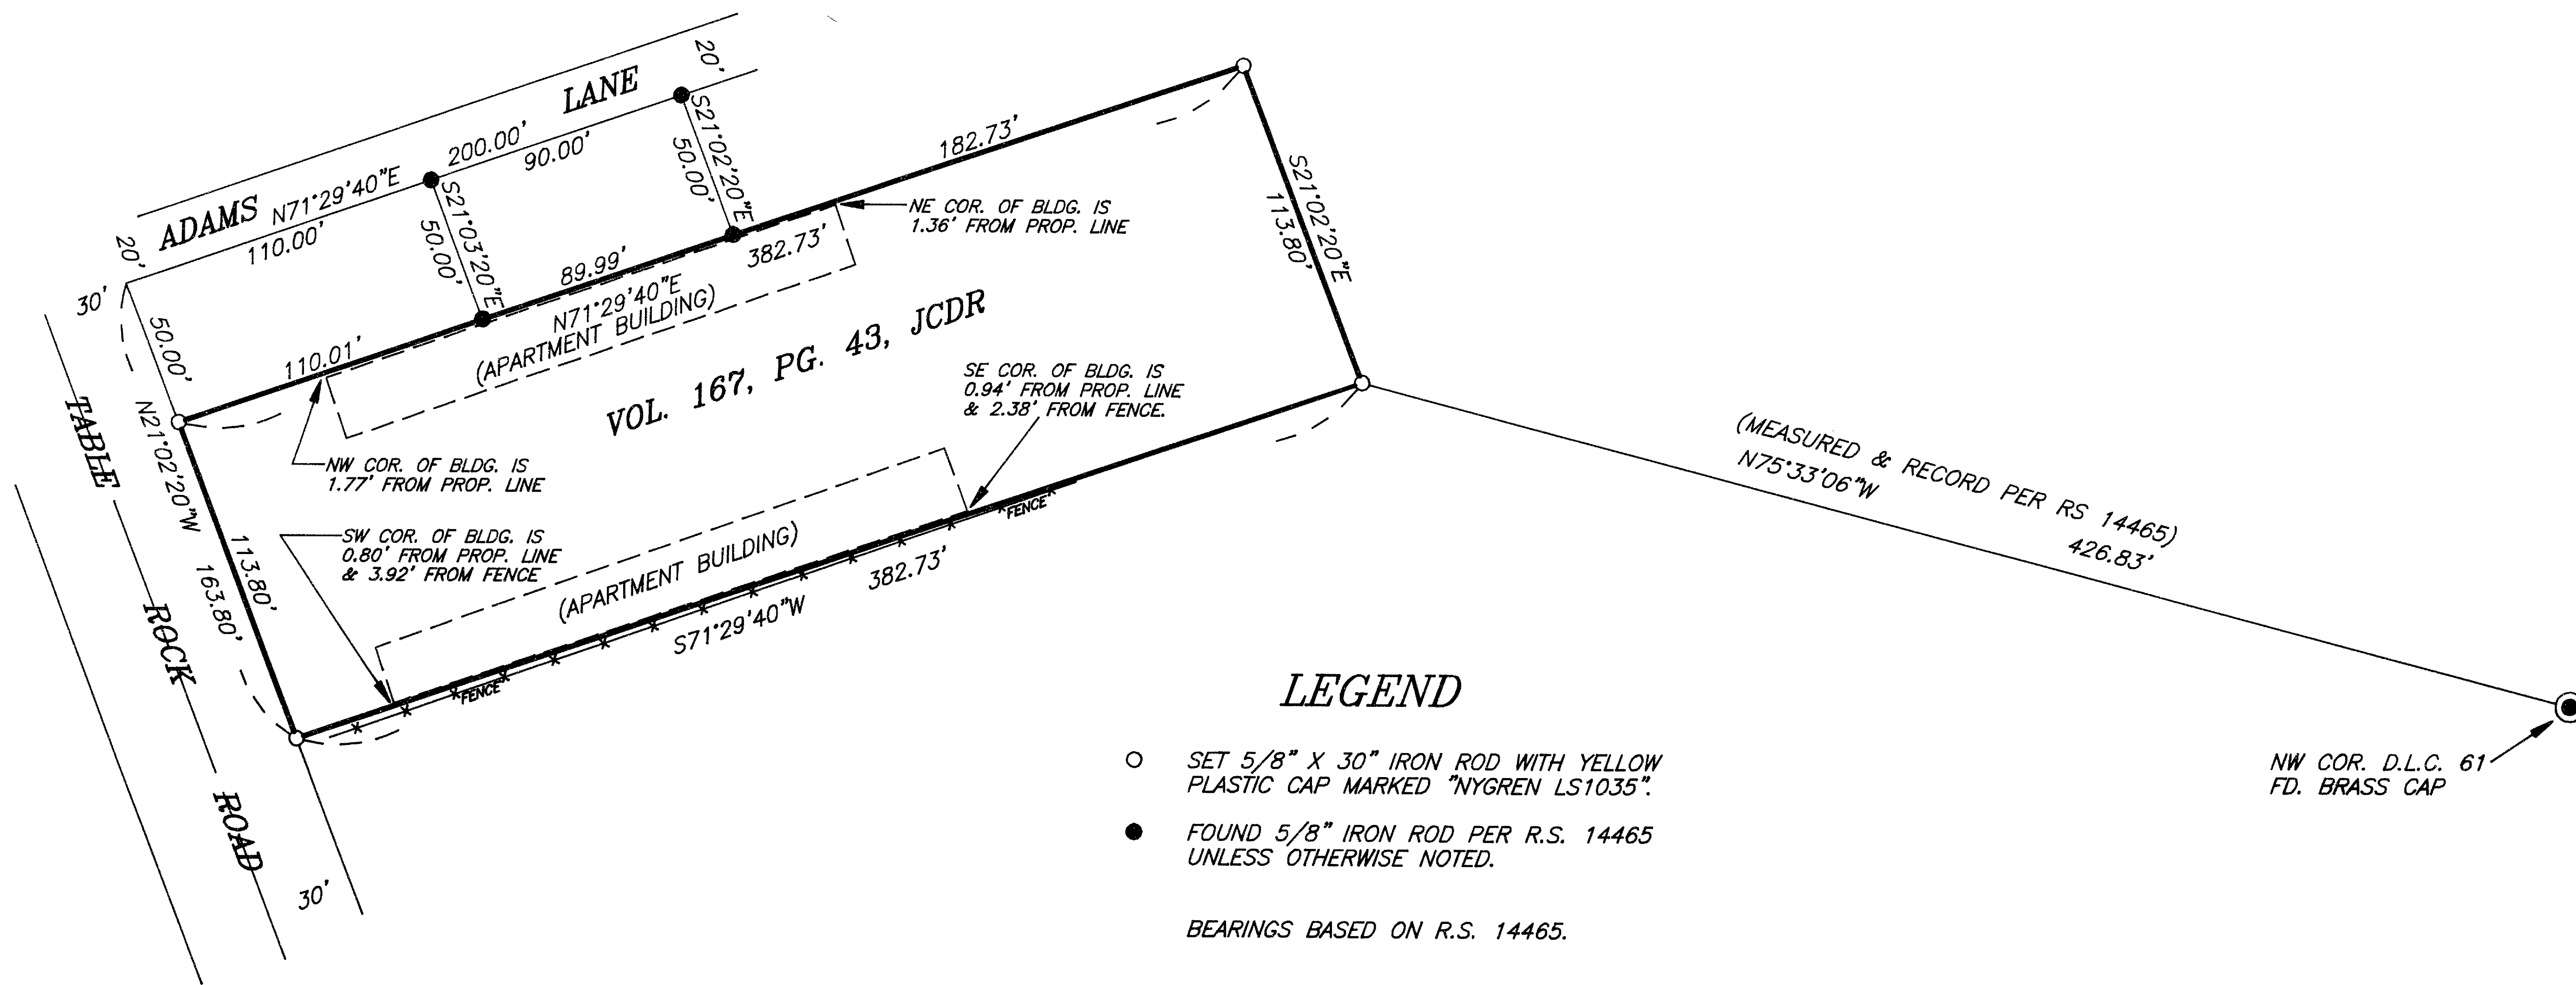 20'
LANE
200.00'
90.00'
ADAMS
N71°29'40"E
110.00'
20'
30'
S21°02'20"E
50.00'
S21°03'20"E
50.00'
182.73'
S21°02'20"E
113.80'
NE COR. OF BLDG. IS
1.36' FROM PROP. LINE
89.99'
382.73'
N71°29'40"E
(APARTMENT BUILDING)
50.00'
110.01'
VOL. 167, PG. 43, JCDR
SE COR. OF BLDG. IS
0.94' FROM PROP. LINE
& 2.38' FROM FENCE.
NW COR. OF BLDG. IS
1.77' FROM PROP. LINE
TABLE
ROCK
ROAD
30'
N21°02'20"W
163.80'
113.80'
SW COR. OF BLDG. IS
0.80' FROM PROP. LINE
& 3.92' FROM FENCE
(APARTMENT BUILDING)
FENCE
FENCE
382.73'
S71°29'40"W
(MEASURED & RECORD PER RS 14465)
N75°33'06"W
426.83'
NW COR. D.L.C. 61
FD. BRASS CAP
LEGEND
SET 5/8" X 30" IRON ROD WITH YELLOW
PLASTIC CAP MARKED "NYGREN LS1035".
FOUND 5/8" IRON ROD PER R.S. 14465
UNLESS OTHERWISE NOTED.
BEARINGS BASED ON R.S. 14465.